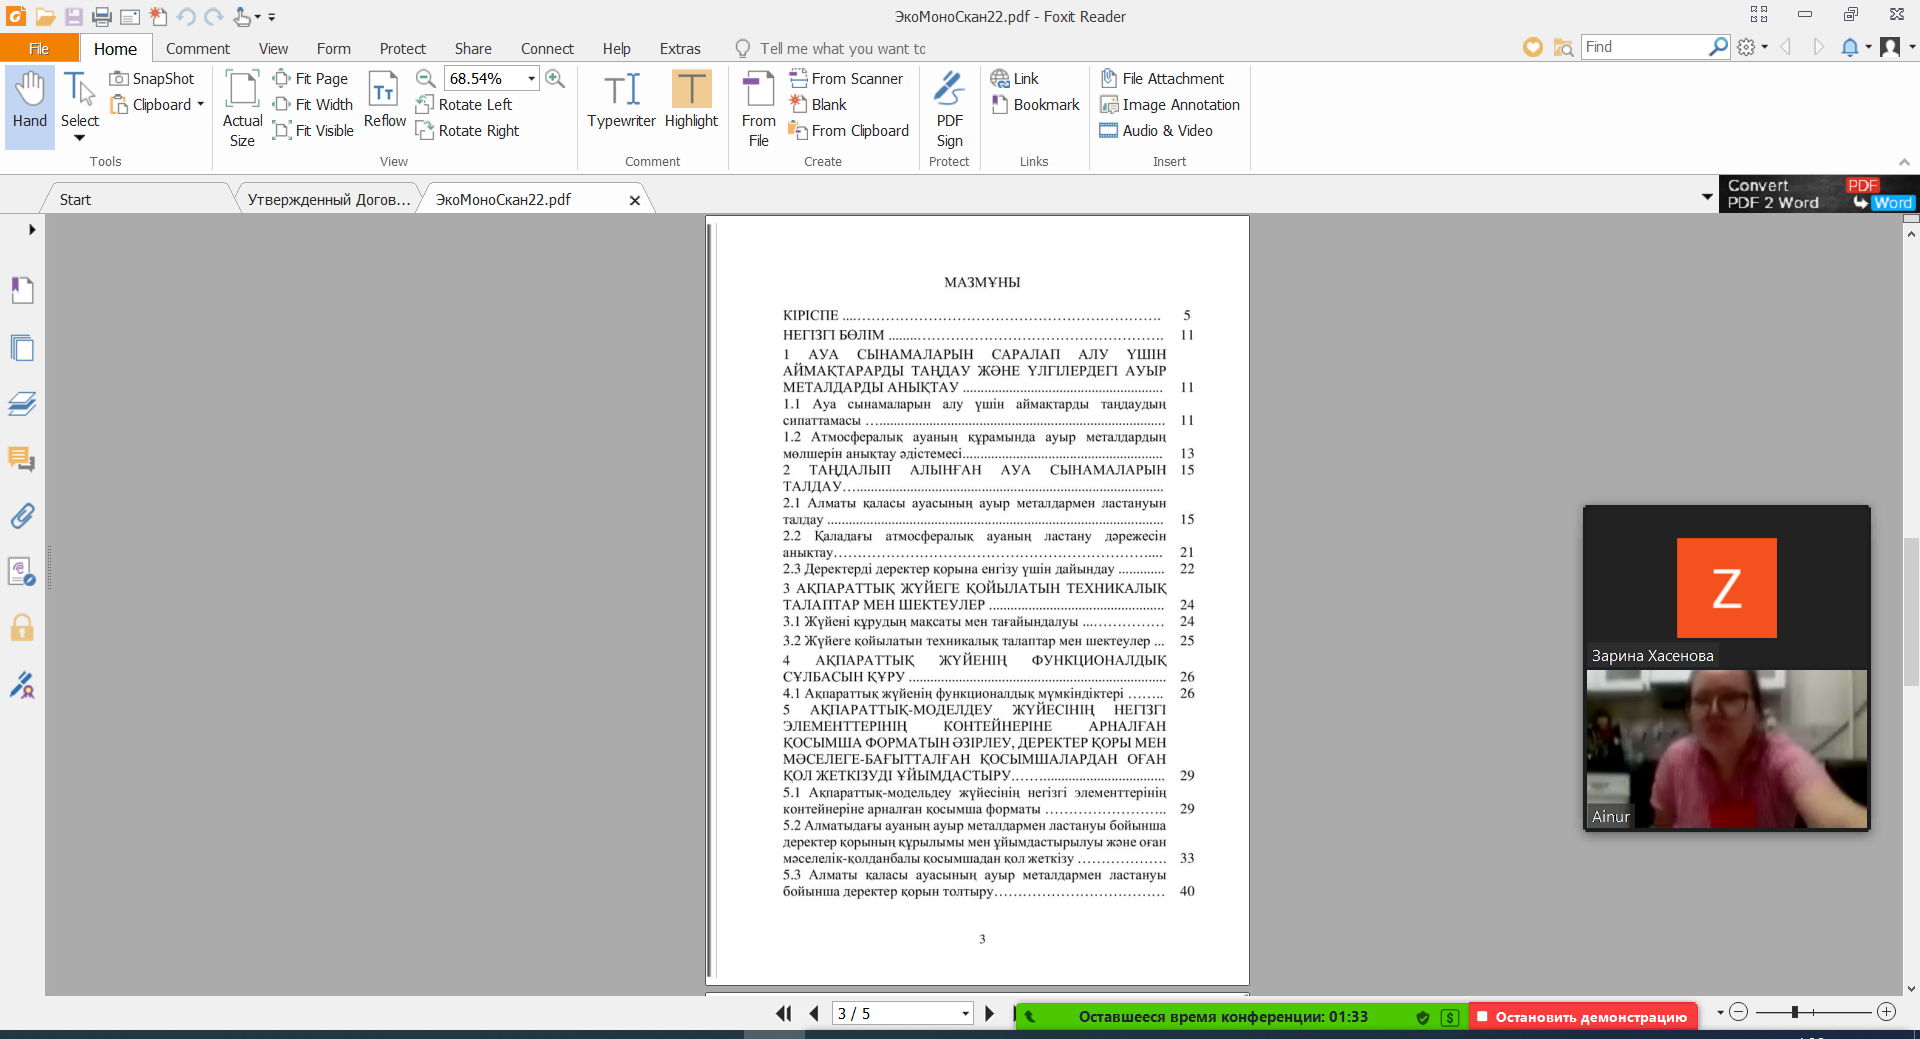 ЭкоМоноСкан22.pdf - Foxit Reader
File Home Comment View Form Protect Share Connect Help Extras Tell me what you want to Find
Hand Select SnapShot Clipboard Tools
Actual Size Fit Page Fit Width Fit Visible Reflow 68.54% Rotate Left Rotate Right View
Typewriter Highlight Comment
From File From Scanner Blank From Clipboard Create
PDF Sign Protect
Link Bookmark Links
File Attachment Image Annotation Audio & Video Insert
Start Утвержденный Догов... ЭкоМоноСкан22.pdf
Convert PDF
PDF 2 Word Word
МАЗМҰНЫ
КІРІСПЕ ....…………………………………………………………. 5
НЕГІЗГІ БӨЛІМ ........………………………………………………. 11
1 АУА СЫНАМАЛАРЫН САРАЛАП АЛУ ҮШІН
АЙМАҚТАРАРДЫ ТАҢДАУ ЖӘНЕ ҮЛГІЛЕРДЕГІ АУЫР
МЕТАЛДАРДЫ АНЫҚТАУ ........................................................ 11
1.1 Ауа сынамаларын алу үшін аймақтарды таңдаудың
сипаттамасы …................................................................................ 11
1.2 Атмосфералық ауаның құрамында ауыр металдардың
мөлшерін анықтау әдістемесі........................................................ 13
2 ТАҢДАЛЫП АЛЫНҒАН АУА СЫНАМАЛАРЫН 15
ТАЛДАУ….....................................................................................
2.1 Алматы қаласы ауасының ауыр металдармен ластануын
талдау .............................................................................................. 15
2.2 Қаладағы атмосфералық ауаның ластану дәрежесін
анықтау……………………………………………………….... 21
2.3 Деректерді деректер қорына енгізу үшін дайындау ............. 22
3 АҚПАРАТТЫҚ ЖҮЙЕГЕ ҚОЙЫЛАТЫН ТЕХНИКАЛЫҚ
ТАЛАПТАР МЕН ШЕКТЕУЛЕР ................................................. 24
3.1 Жүйені құрудың мақсаты мен тағайындалуы ...…………… 24
3.2 Жүйеге қойылатын техникалық талаптар мен шектеулер ... 25
4 АҚПАРАТТЫҚ ЖҮЙЕНІҢ ФУНКЦИОНАЛДЫҚ
СҰЛБАСЫН ҚҰРУ ........................................................................ 26
4.1 Ақпараттық жүйенің функционалдық мүмкіндіктері …….. 26
5 АҚПАРАТТЫҚ-МОДЕЛДЕУ ЖҮЙЕСІНІҢ НЕГІЗГІ
ЭЛЕМЕНТТЕРІНІҢ КОНТЕЙНЕРІНЕ АРНАЛҒАН
ҚОСЫМША ФОРМАТЫН ӘЗІРЛЕУ, ДЕРЕКТЕР ҚОРЫ МЕН
МӘСЕЛЕГЕ-БАҒЫТТАЛҒАН ҚОСЫМШАЛАРДАН ОҒАН
ҚОЛ ЖЕТКІЗУДІ ҰЙЫМДАСТЫРУ……................................... 29
5.1 Ақпараттық-модельдеу жүйесінің негізгі элементтерінің
контейнеріне арналған қосымша форматы …………………….. 29
5.2 Алматыдағы ауаның ауыр металдармен ластануы бойынша
деректер қорының құрылымы мен ұйымдастырылуы және оған
мәселелік-қолданбалы қосымшадан қол жеткізу ………………. 33
5.3 Алматы қаласы ауасының ауыр металдармен ластануы
бойынша деректер қорын толтыру……………………………… 40
3
Z
Зарина Хасенова
Ainur
3 / 5
Оставшееся время конференции: 01:33
Остановить демонстрацию